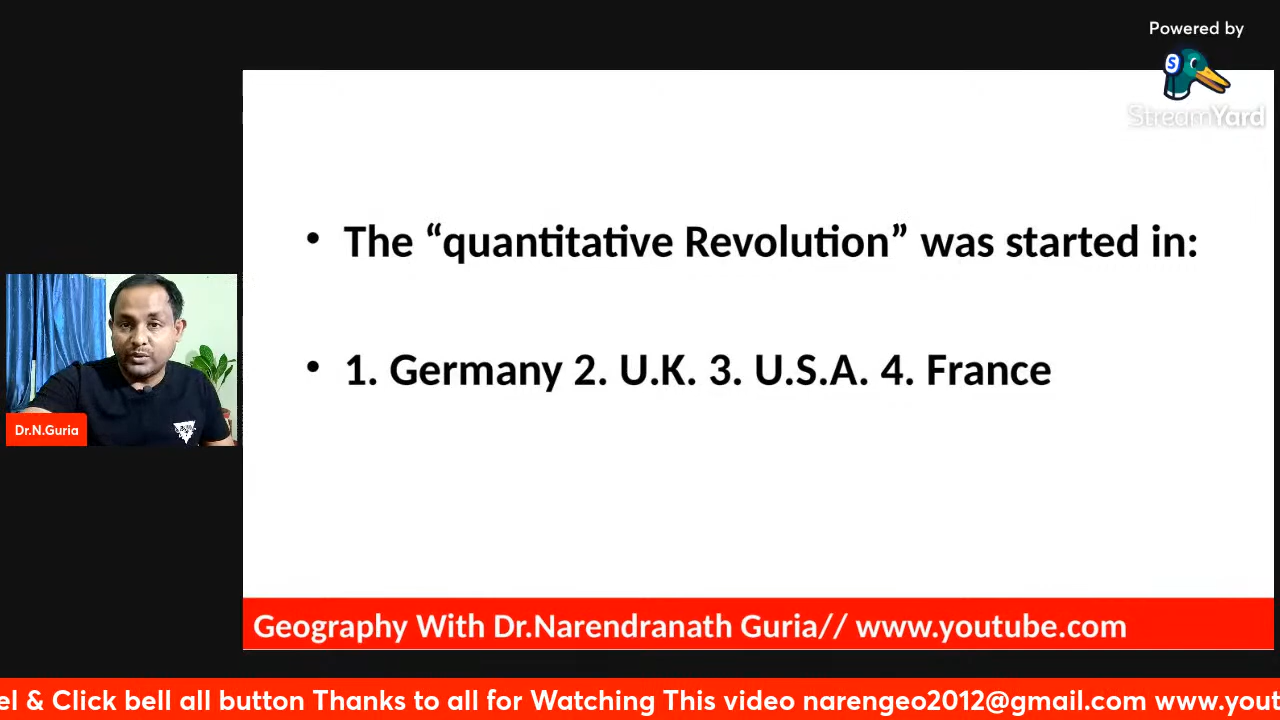 Powered by
StreamYard
• The “quantitative Revolution” was started in:
• 1. Germany 2. U.K. 3. U.S.A. 4. France
Dr.N.Guria
Geography With Dr.Narendranath Guria// www.youtube.com
el & Click bell all button Thanks to all for Watching This video narengeo2012@gmail.com www.yout